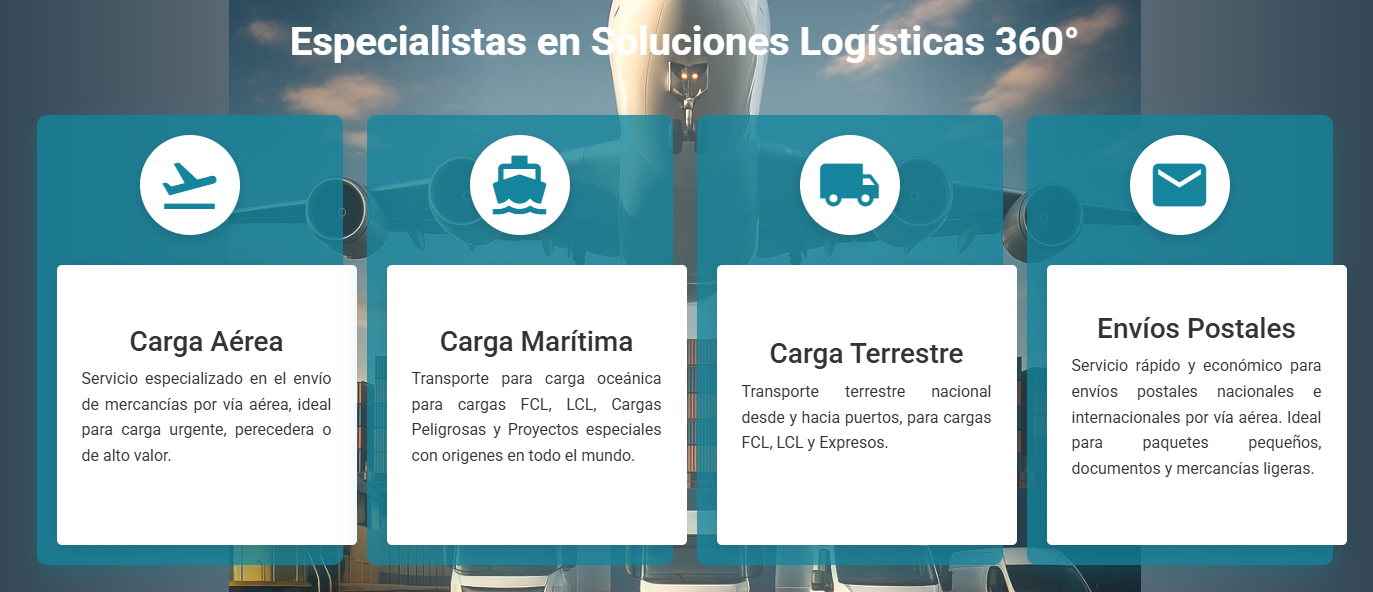 Especialistas en Soluciones Logísticas 360°
Carga Aérea
Servicio especializado en el envío
de mercancías por vía aérea, ideal
para carga urgente, perecedera o
de alto valor.
Carga Marítima
Transporte para carga oceánica
para cargas FCL, LCL, Cargas
Peligrosas y Proyectos especiales
con origenes en todo el mundo.
Carga Terrestre
Transporte terrestre nacional
desde y hacia puertos, para cargas
FCL, LCL y Expresos.
Envíos Postales
Servicio rápido y económico para
envíos postales nacionales e
internacionales por vía aérea. Ideal
para paquetes pequeños,
documentos y mercancías ligeras.